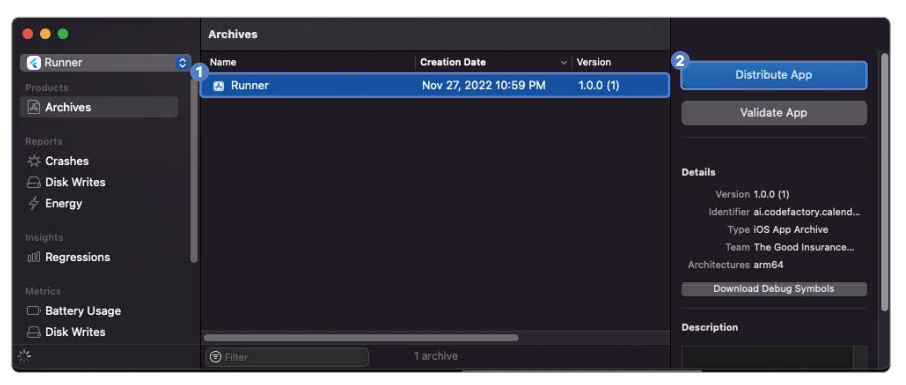 Archives
Runner
Products
Archives
Reports
Crashes
Disk Writes
Energy
Insights
Regressions
Metrics
Battery Usage
Disk Writes
Name Creation Date Version
1
Runner Nov 27, 2022 10:59 PM 1.0.0 (1)
Filter
1 archive
2
Distribute App
Validate App
Details
Version 1.0.0 (1)
Identifier ai.codefactory.calend...
Type iOS App Archive
Team The Good Insurance...
Architectures arm64
Download Debug Symbols
Description